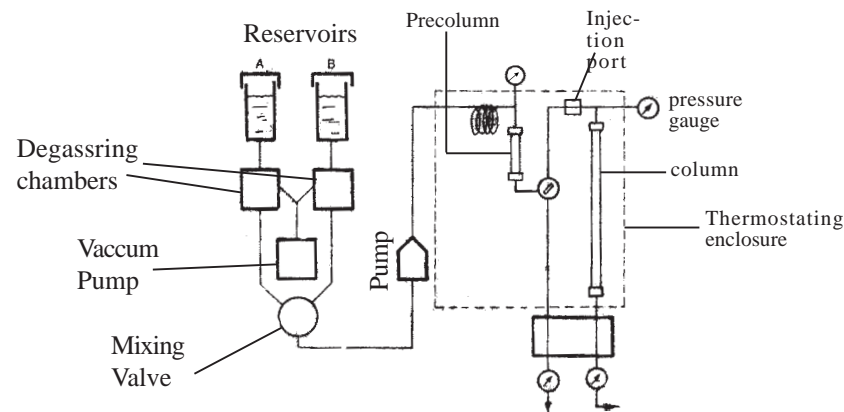 Reservoirs
A
B
Precolumn
Injec-
tion
port
pressure
gauge
Degassring
chambers
column
Thermostating
enclosure
Vaccum
Pump
Pump
Mixing
Valve